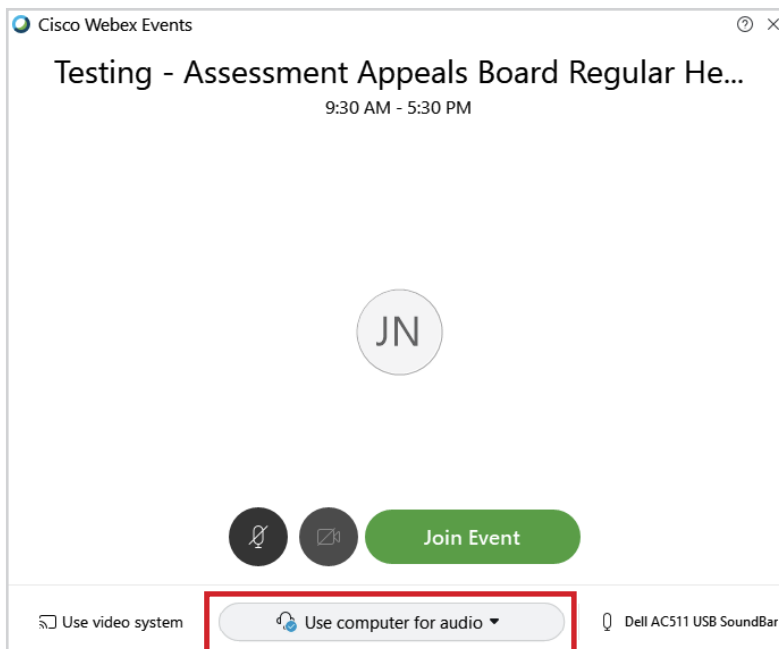 Cisco Webex Events
Testing - Assessment Appeals Board Regular He...
9:30 AM - 5:30 PM
JN
Join Event
Use video system
Use computer for audio
Dell AC511 USB SoundBar